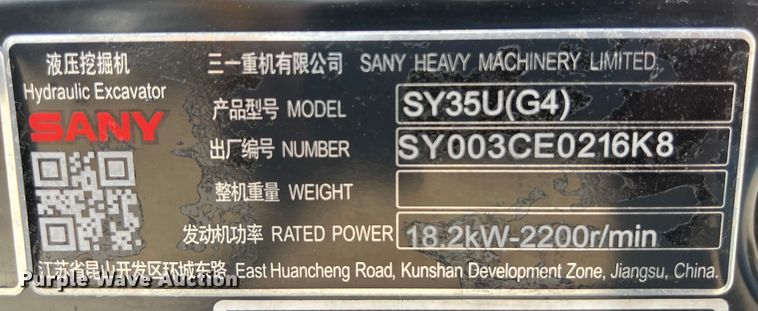 液压挖掘机 三一重机有限公司 SANY HEAVY MACHINERY LIMITED.
Hydraulic Excavator
SANY
产品型号 MODEL SY35U(G4)
出厂编号 NUMBER SY003CE0216K8
整机重量 WEIGHT
发动机功率 RATED POWER 18.2kW-2200r/min
江苏省昆山开发区环城东路 East Huancheng Road, Kunshan Development Zone, Jiangsu, China.
Purple Wave Auction